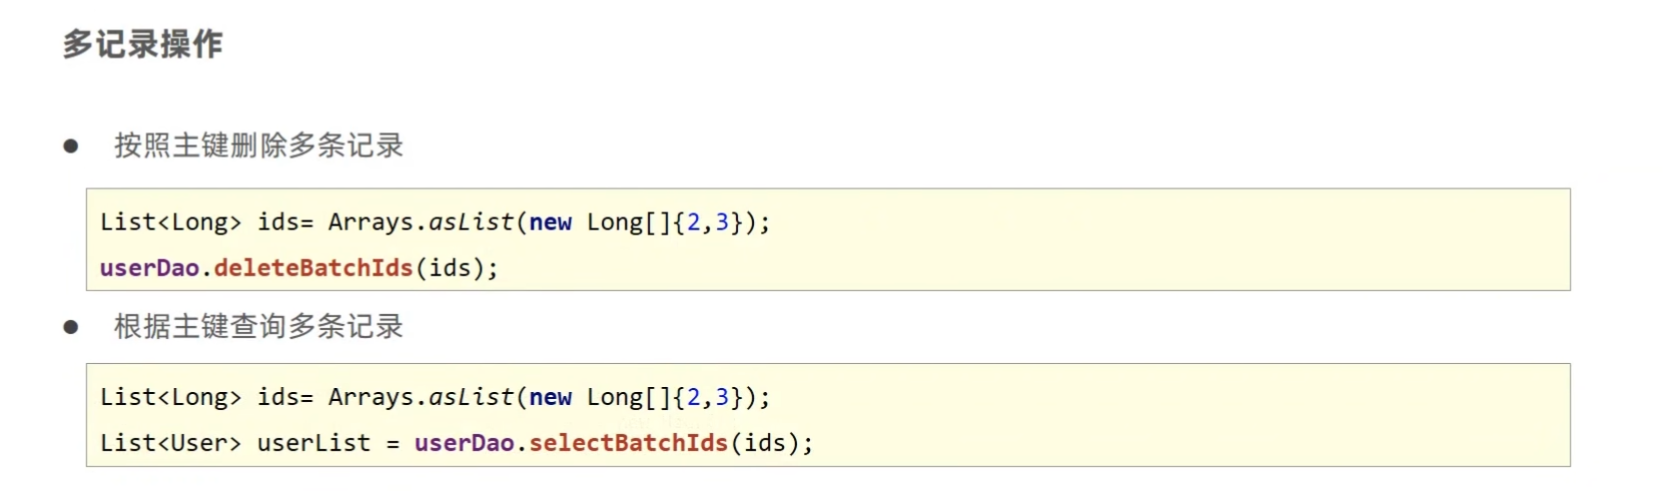 多记录操作
● 按照主键删除多条记录
List<Long> ids= Arrays.asList(new Long[]{2,3});
userDao.deleteBatchIds(ids);
● 根据主键查询多条记录
List<Long> ids= Arrays.asList(new Long[]{2,3});
List<User> userList = userDao.selectBatchIds(ids);